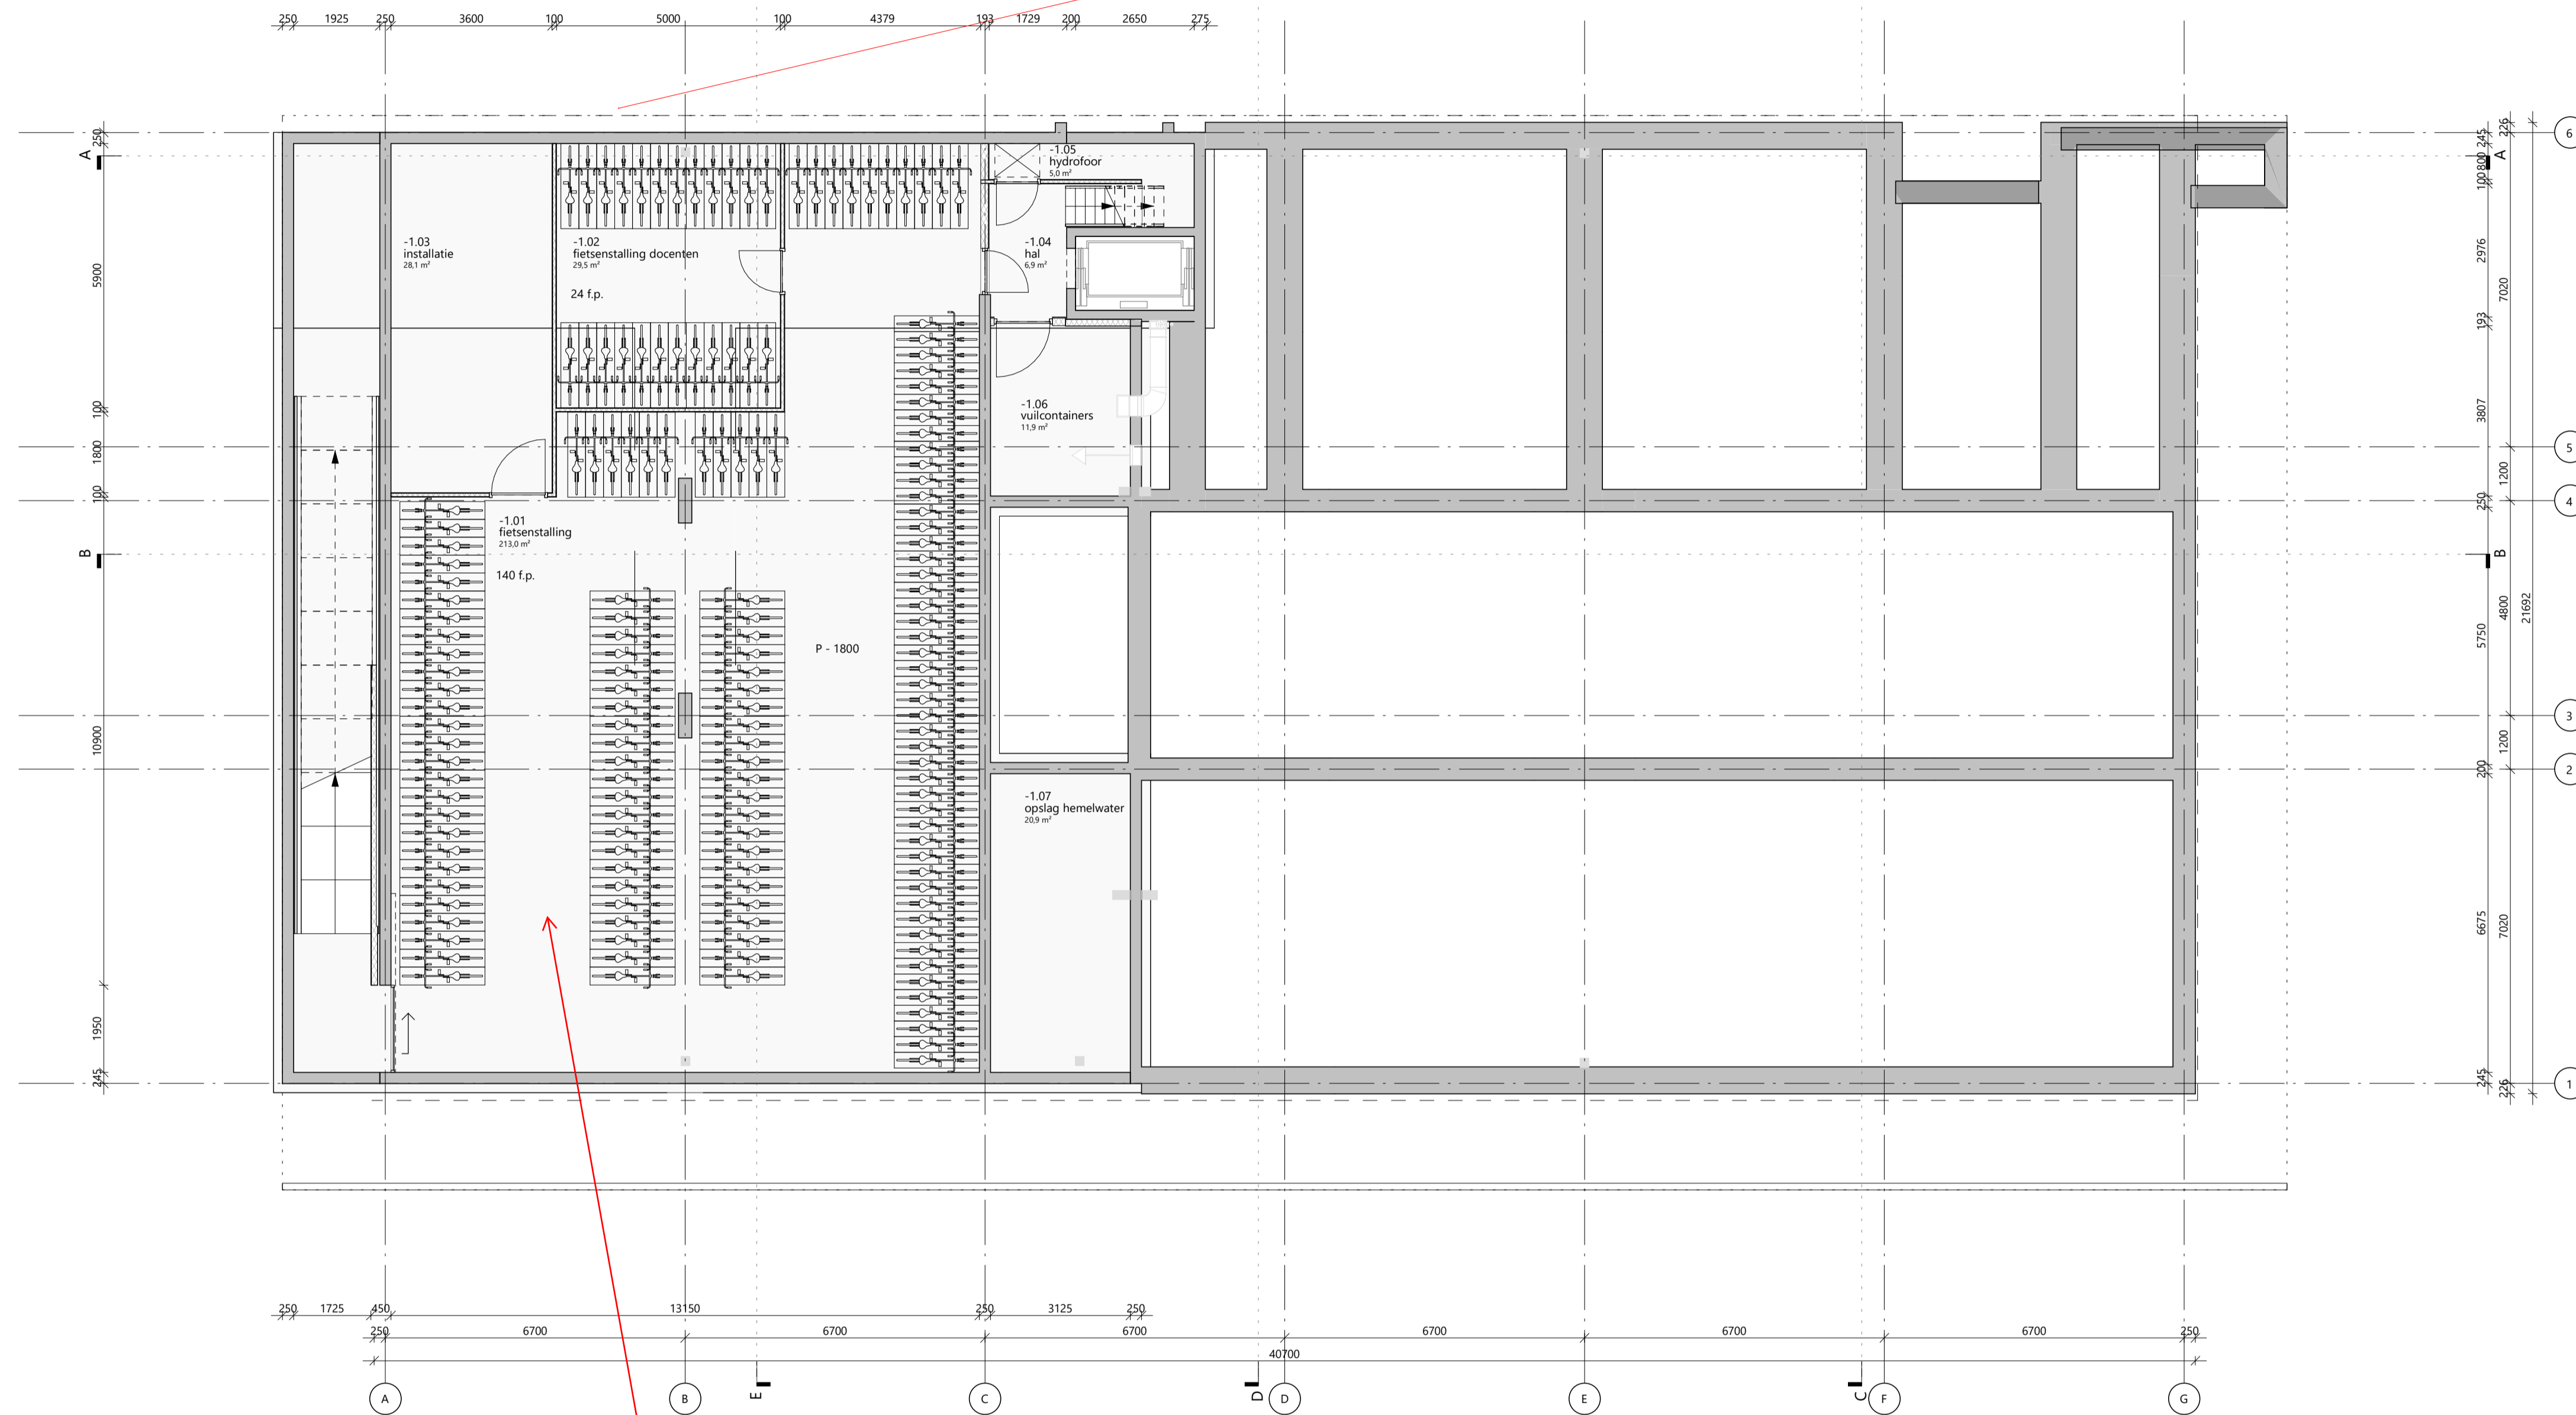 250 1925 250 3600 100 5000 100 4379 193 1729 200 2650 275
A
A
B
B
250
5900
100
1800
100
10900
1950
245
-1.05
hydrofoor
5,0 m²
-1.03
installatie
28,1 m²
-1.02
fietsenstalling docenten
29,5 m²
24 f.p.
-1.04
hal
6,9 m²
-1.06
vuilcontainers
11,9 m²
-1.01
fietsenstalling
213,0 m²
140 f.p.
P - 1800
-1.07
opslag hemelwater
20,9 m²
245
800
100
2976
193
3807
250
5750
200
6675
245
226
7020
1200
4800
1200
7020
226
21692
6
5
4
3
2
1
250 1725 450 13150 250 3125 250
250 6700 6700 6700 6700 6700 6700 250
40700
A B E C D D E C F G